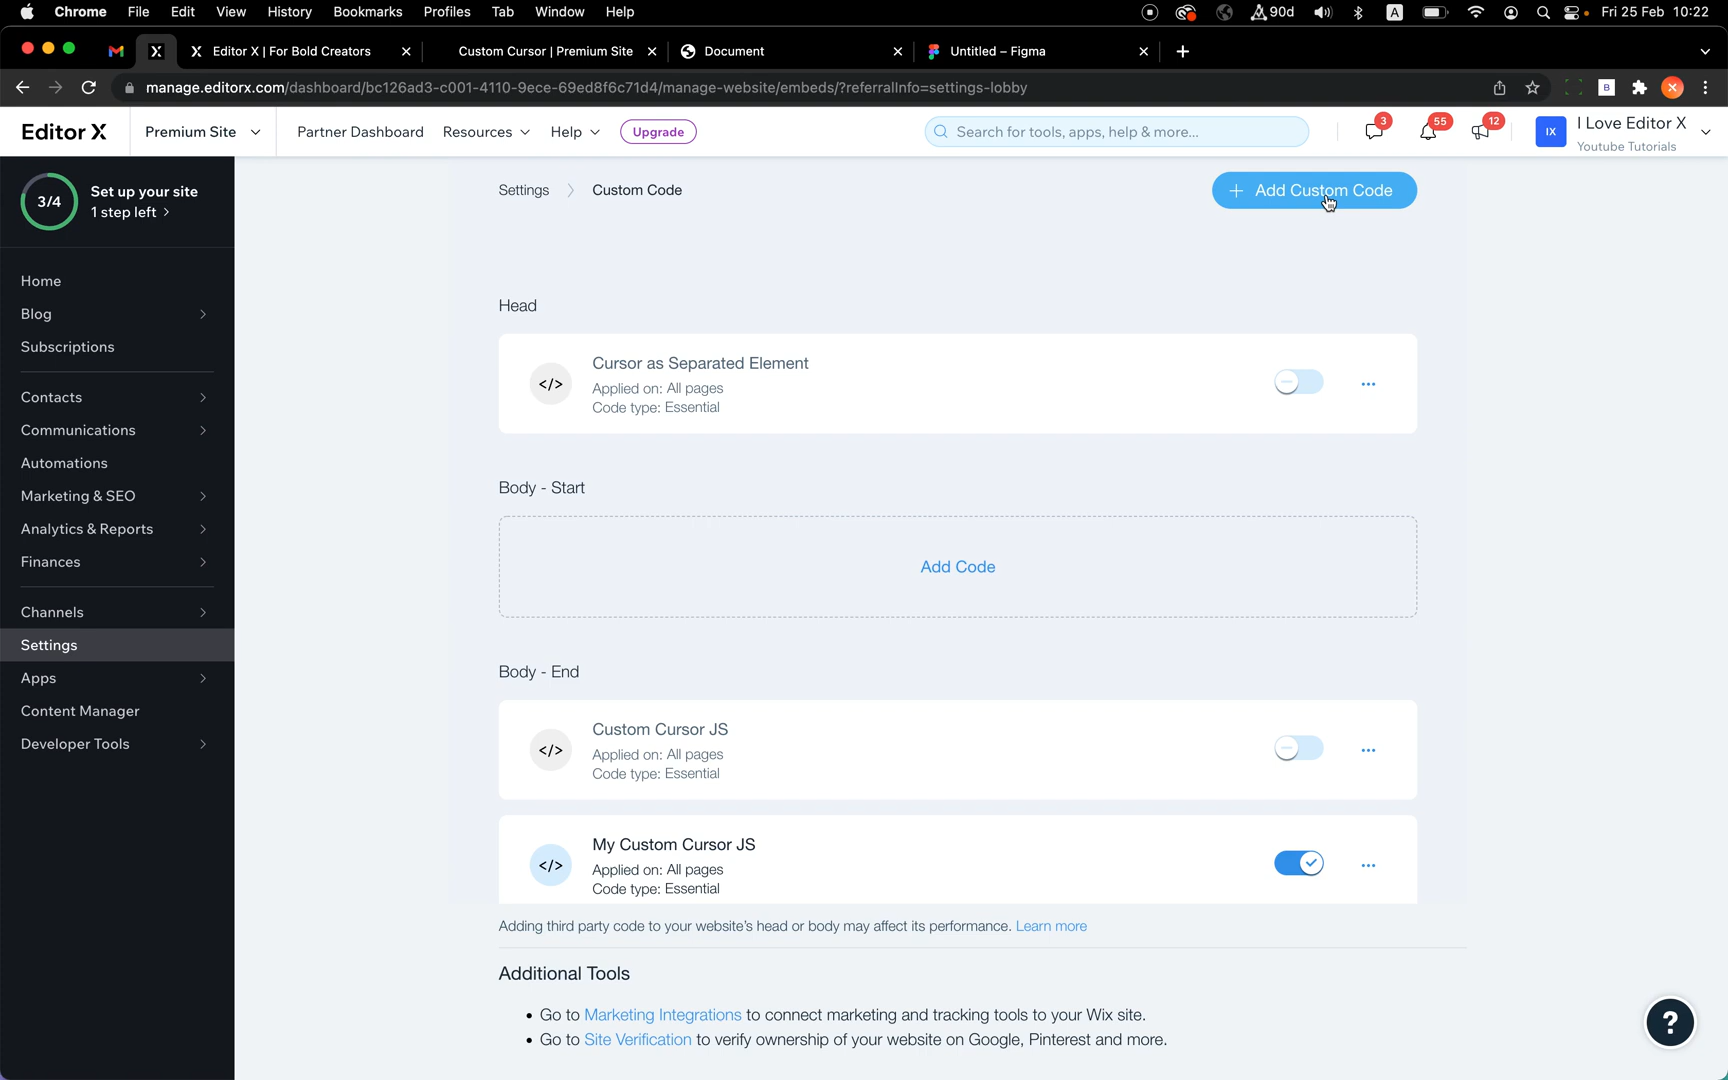 Chrome File Edit View History Bookmarks Profiles Tab Window Help 90d A Fri 25 Feb 10:22
Editor X | For Bold Creators Custom Cursor | Premium Site Document Untitled – Figma
manage.editorx.com/dashboard/bc126ad3-c001-4110-9ece-69ed8f6c71d4/manage-website/embeds/?referralInfo=settings-lobby
Editor X Premium Site Partner Dashboard Resources Help Upgrade Search for tools, apps, help & more... 3 55 12 IX I Love Editor X
Youtube Tutorials
3/4 Set up your site
1 step left >
Home
Blog
Subscriptions
Contacts
Communications
Automations
Marketing & SEO
Analytics & Reports
Finances
Channels
Settings
Apps
Content Manager
Developer Tools
Settings > Custom Code + Add Custom Code
Head
</> Cursor as Separated Element
Applied on: All pages
Code type: Essential
Body - Start
Add Code
Body - End
</> Custom Cursor JS
Applied on: All pages
Code type: Essential
</> My Custom Cursor JS
Applied on: All pages
Code type: Essential
Adding third party code to your website's head or body may affect its performance. Learn more
Additional Tools
• Go to Marketing Integrations to connect marketing and tracking tools to your Wix site.
• Go to Site Verification to verify ownership of your website on Google, Pinterest and more.
?